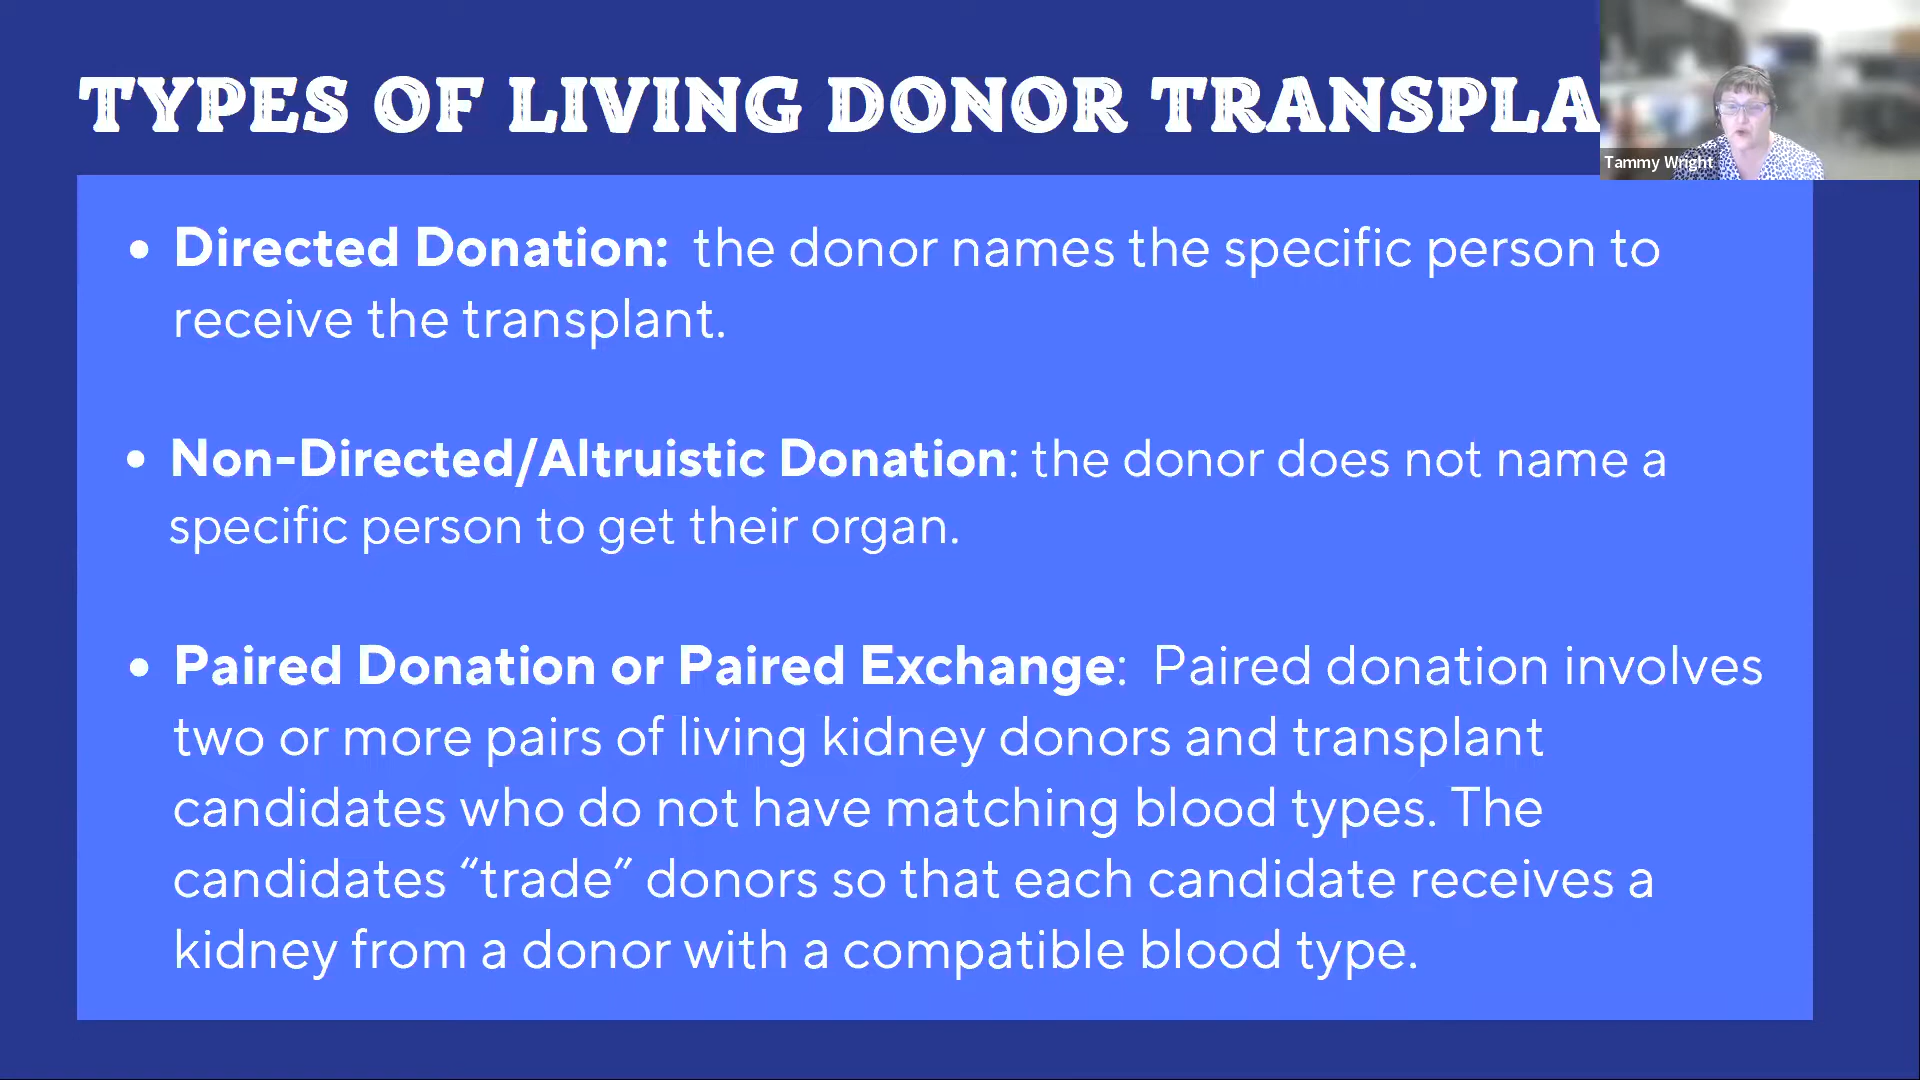 TYPES OF LIVING DONOR TRANSPLA
Tammy Wright
• Directed Donation: the donor names the specific person to
receive the transplant.
• Non-Directed/Altruistic Donation: the donor does not name a
specific person to get their organ.
• Paired Donation or Paired Exchange: Paired donation involves
two or more pairs of living kidney donors and transplant
candidates who do not have matching blood types. The
candidates “trade” donors so that each candidate receives a
kidney from a donor with a compatible blood type.